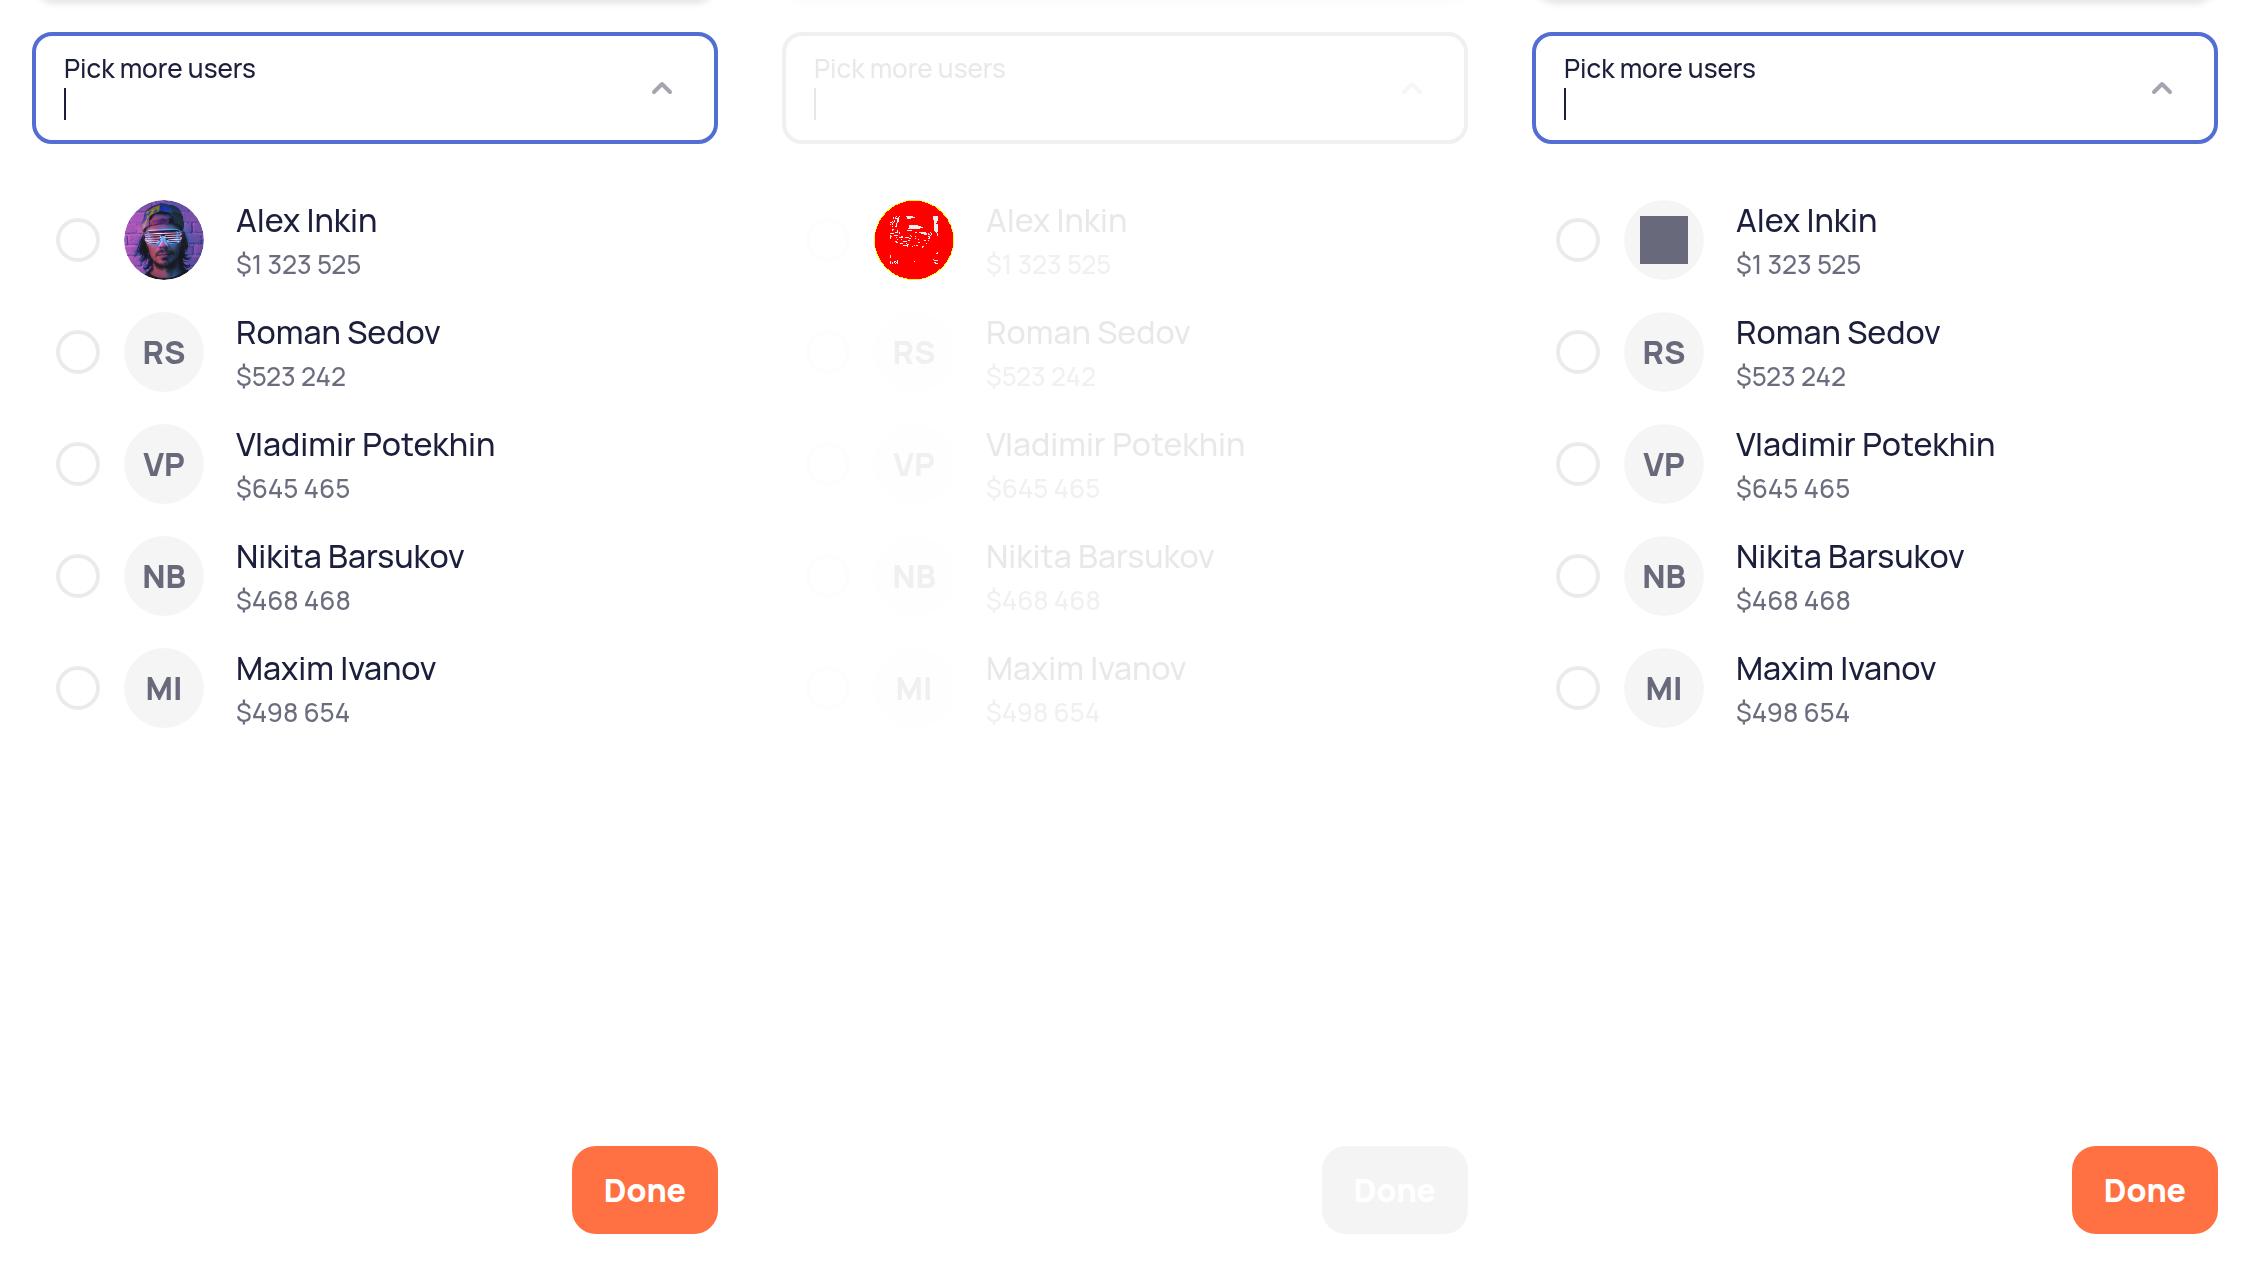 Pick more users
Alex Inkin
$1 323 525
RS
Roman Sedov
$523 242
VP
Vladimir Potekhin
$645 465
NB
Nikita Barsukov
$468 468
MI
Maxim Ivanov
$498 654
Done
Pick more users
Alex Inkin
$1 323 525
RS
Roman Sedov
$523 242
VP
Vladimir Potekhin
$645 465
NB
Nikita Barsukov
$468 468
MI
Maxim Ivanov
$498 654
Done
Pick more users
Alex Inkin
$1 323 525
RS
Roman Sedov
$523 242
VP
Vladimir Potekhin
$645 465
NB
Nikita Barsukov
$468 468
MI
Maxim Ivanov
$498 654
Done